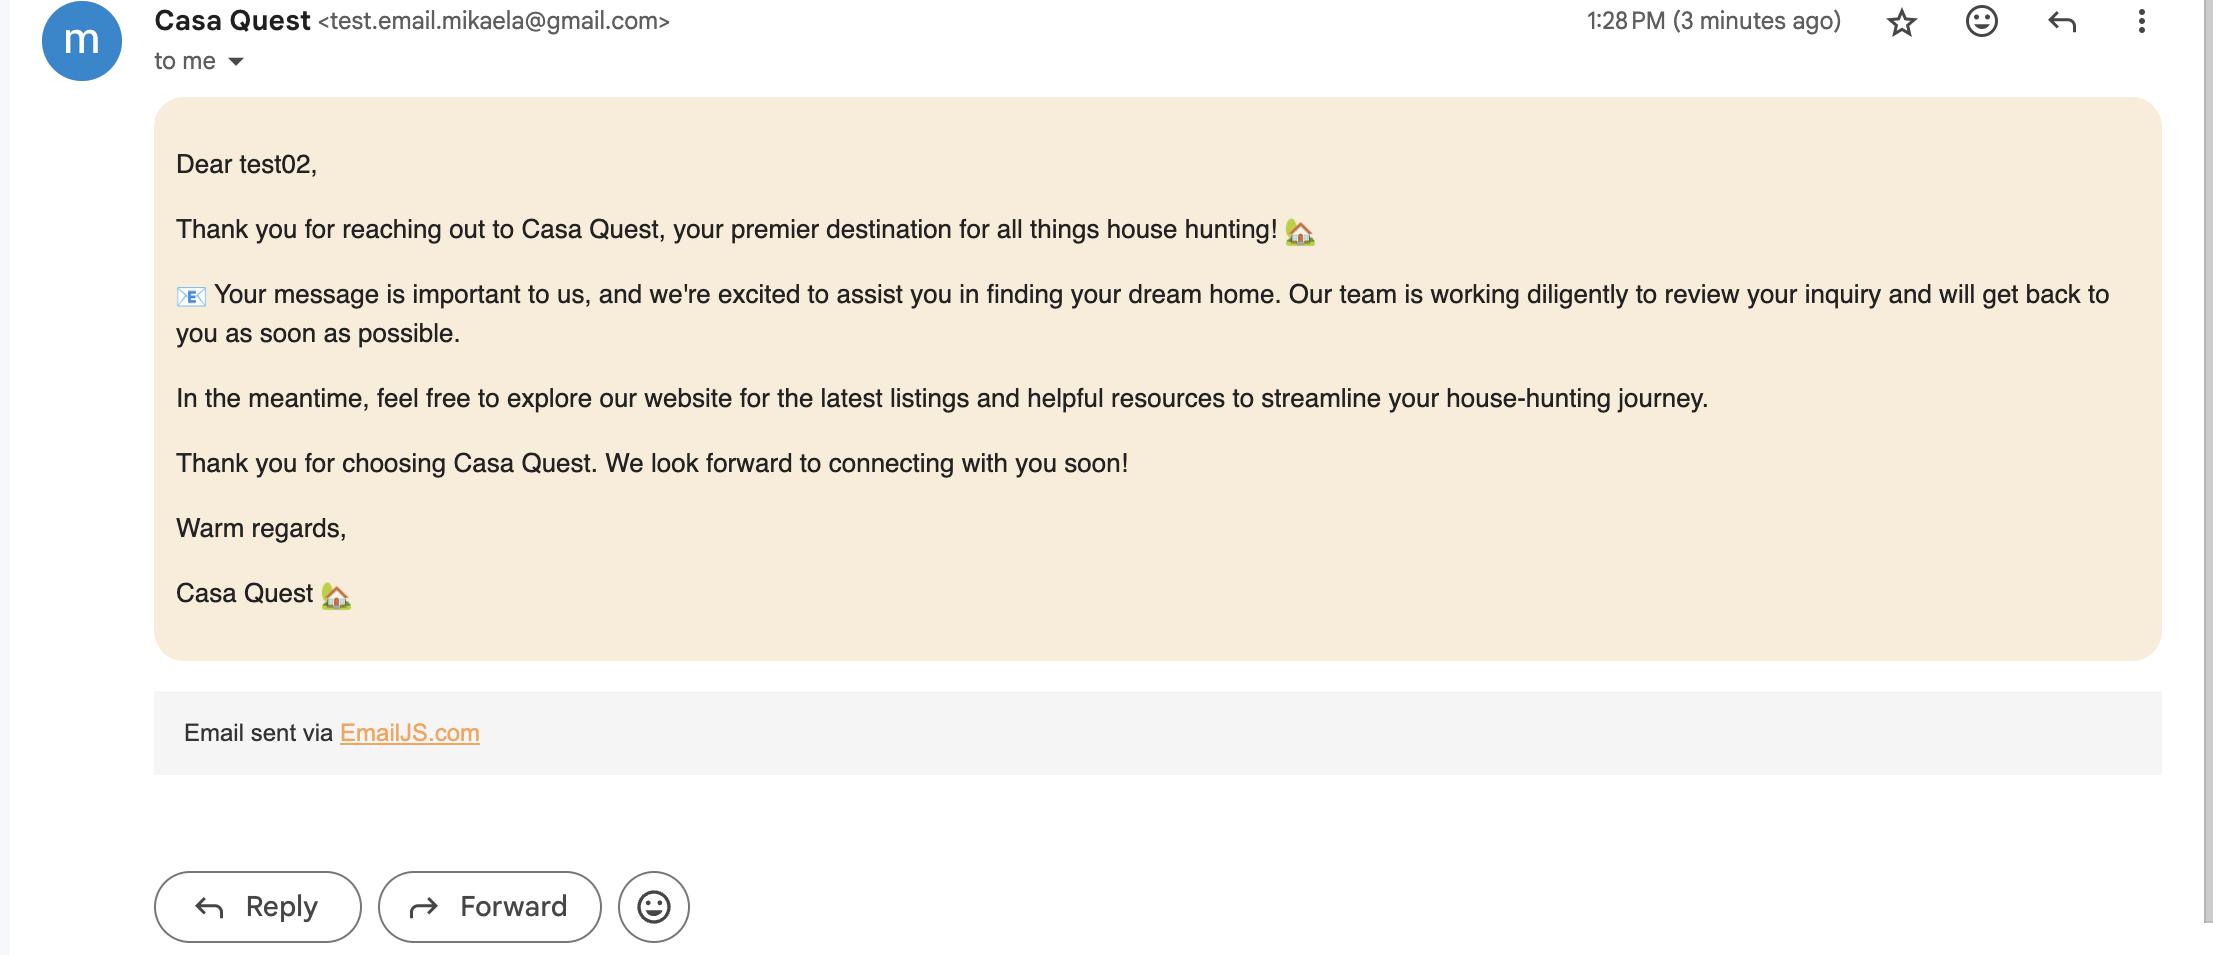 m
Casa Quest <test.email.mikaela@gmail.com>
1:28 PM (3 minutes ago)
to me
Dear test02,
Thank you for reaching out to Casa Quest, your premier destination for all things house hunting! 🏡
📧 Your message is important to us, and we're excited to assist you in finding your dream home. Our team is working diligently to review your inquiry and will get back to
you as soon as possible.
In the meantime, feel free to explore our website for the latest listings and helpful resources to streamline your house-hunting journey.
Thank you for choosing Casa Quest. We look forward to connecting with you soon!
Warm regards,
Casa Quest 🏡
Email sent via EmailJS.com
Reply
Forward